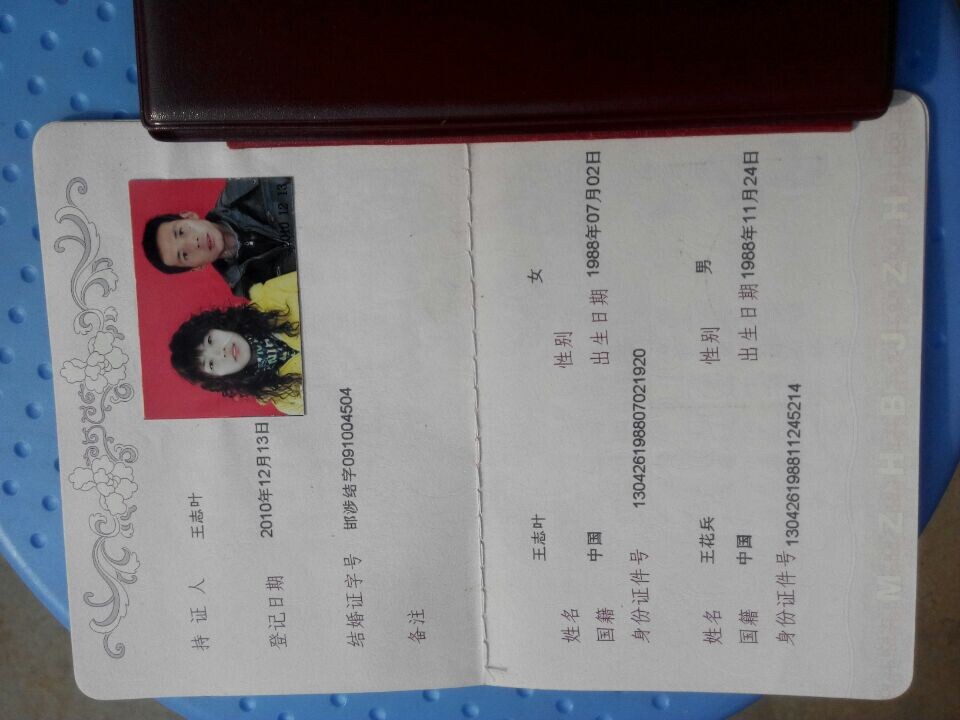 持证人 王志叶
登记日期 2010年12月13日
结婚证字号 邯涉结字091004504
备注
2010 12 13
姓名 王志叶 性别 女
国籍 中国 出生日期 1988年07月02日
身份证件号 130426198807021920
姓名 王花兵 性别 男
国籍 中国 出生日期 1988年11月24日
身份证件号 130426198811245214